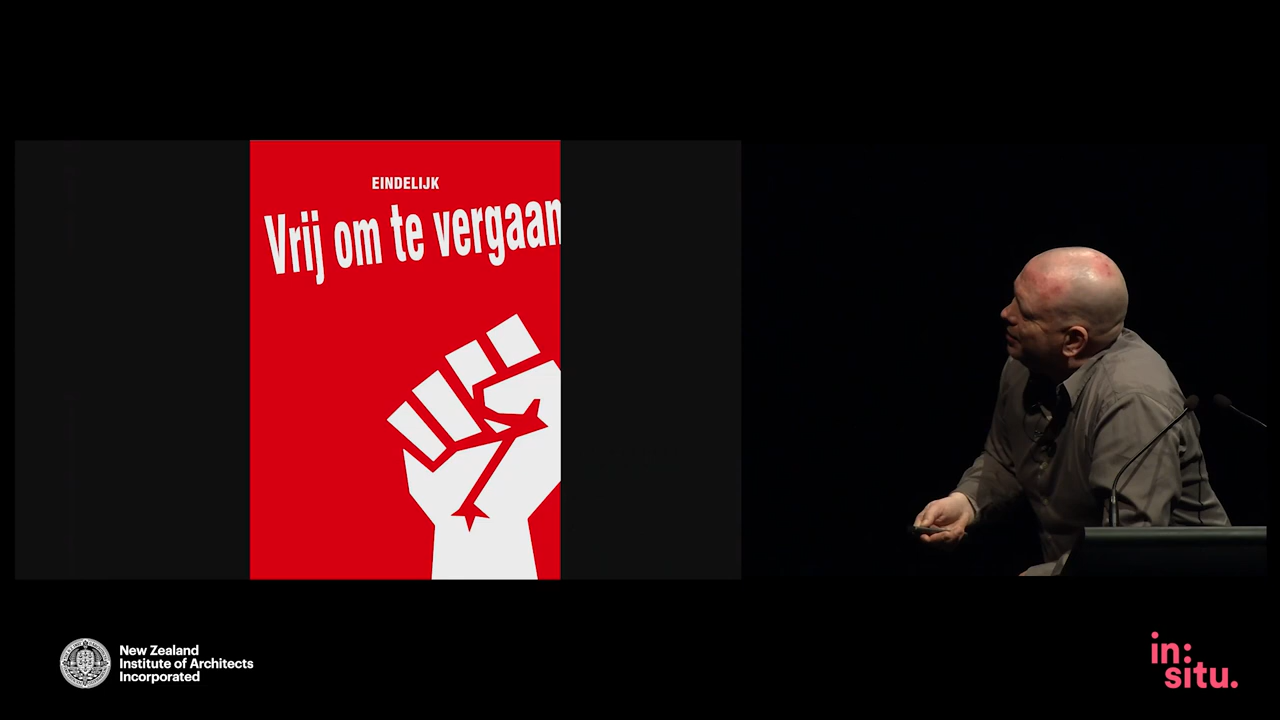 EINDELIJK
Vrij om te vergaan
New Zealand
Institute of Architects
Incorporated
in:
situ.